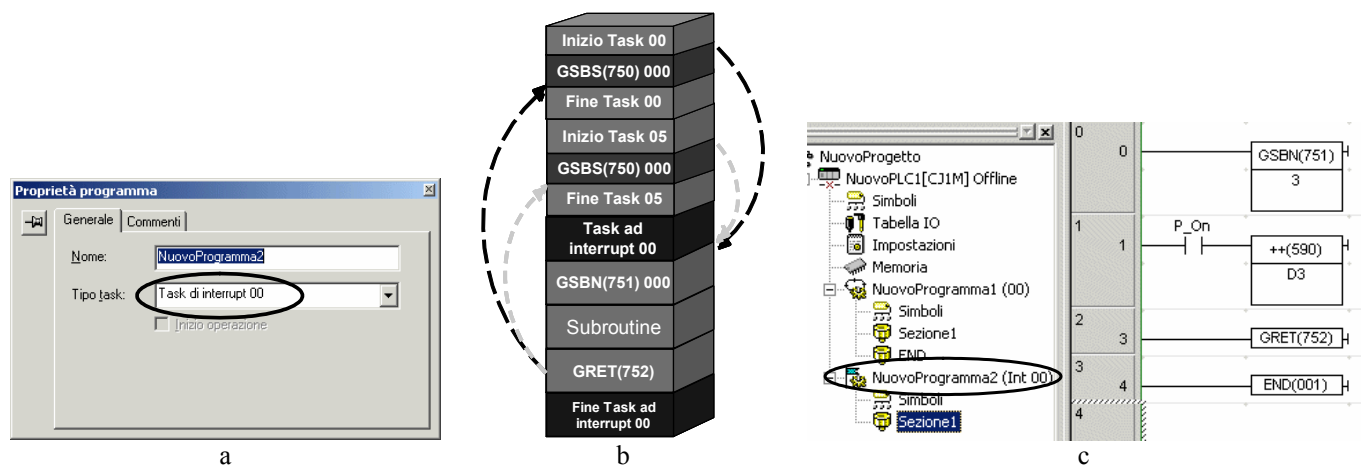 Proprietà programma
Generale
Commenti
Nome:
NuovoProgramma2
Tipo task:
Task di interrupt 00
Inizio operazione
a
Inizio Task 00
GSBS(750) 000
Fine Task 00
Inizio Task 05
GSBS(750) 000
Fine Task 05
Task ad
interrupt 00
GSBN(751) 000
Subroutine
GRET(752)
Fine Task ad
interrupt 00
b
NuovoProgetto
NuovoPLC1[CJ1M] Offline
Simboli
Tabella IO
Impostazioni
Memoria
NuovoProgramma1 (00)
Simboli
Sezione1
END
NuovoProgramma2 (Int 00)
Simboli
Sezione1
0
0
GSBN(751)
3
1
1
P_On
++(590)
D3
2
3
GRET(752)
3
4
END(001)
4
c